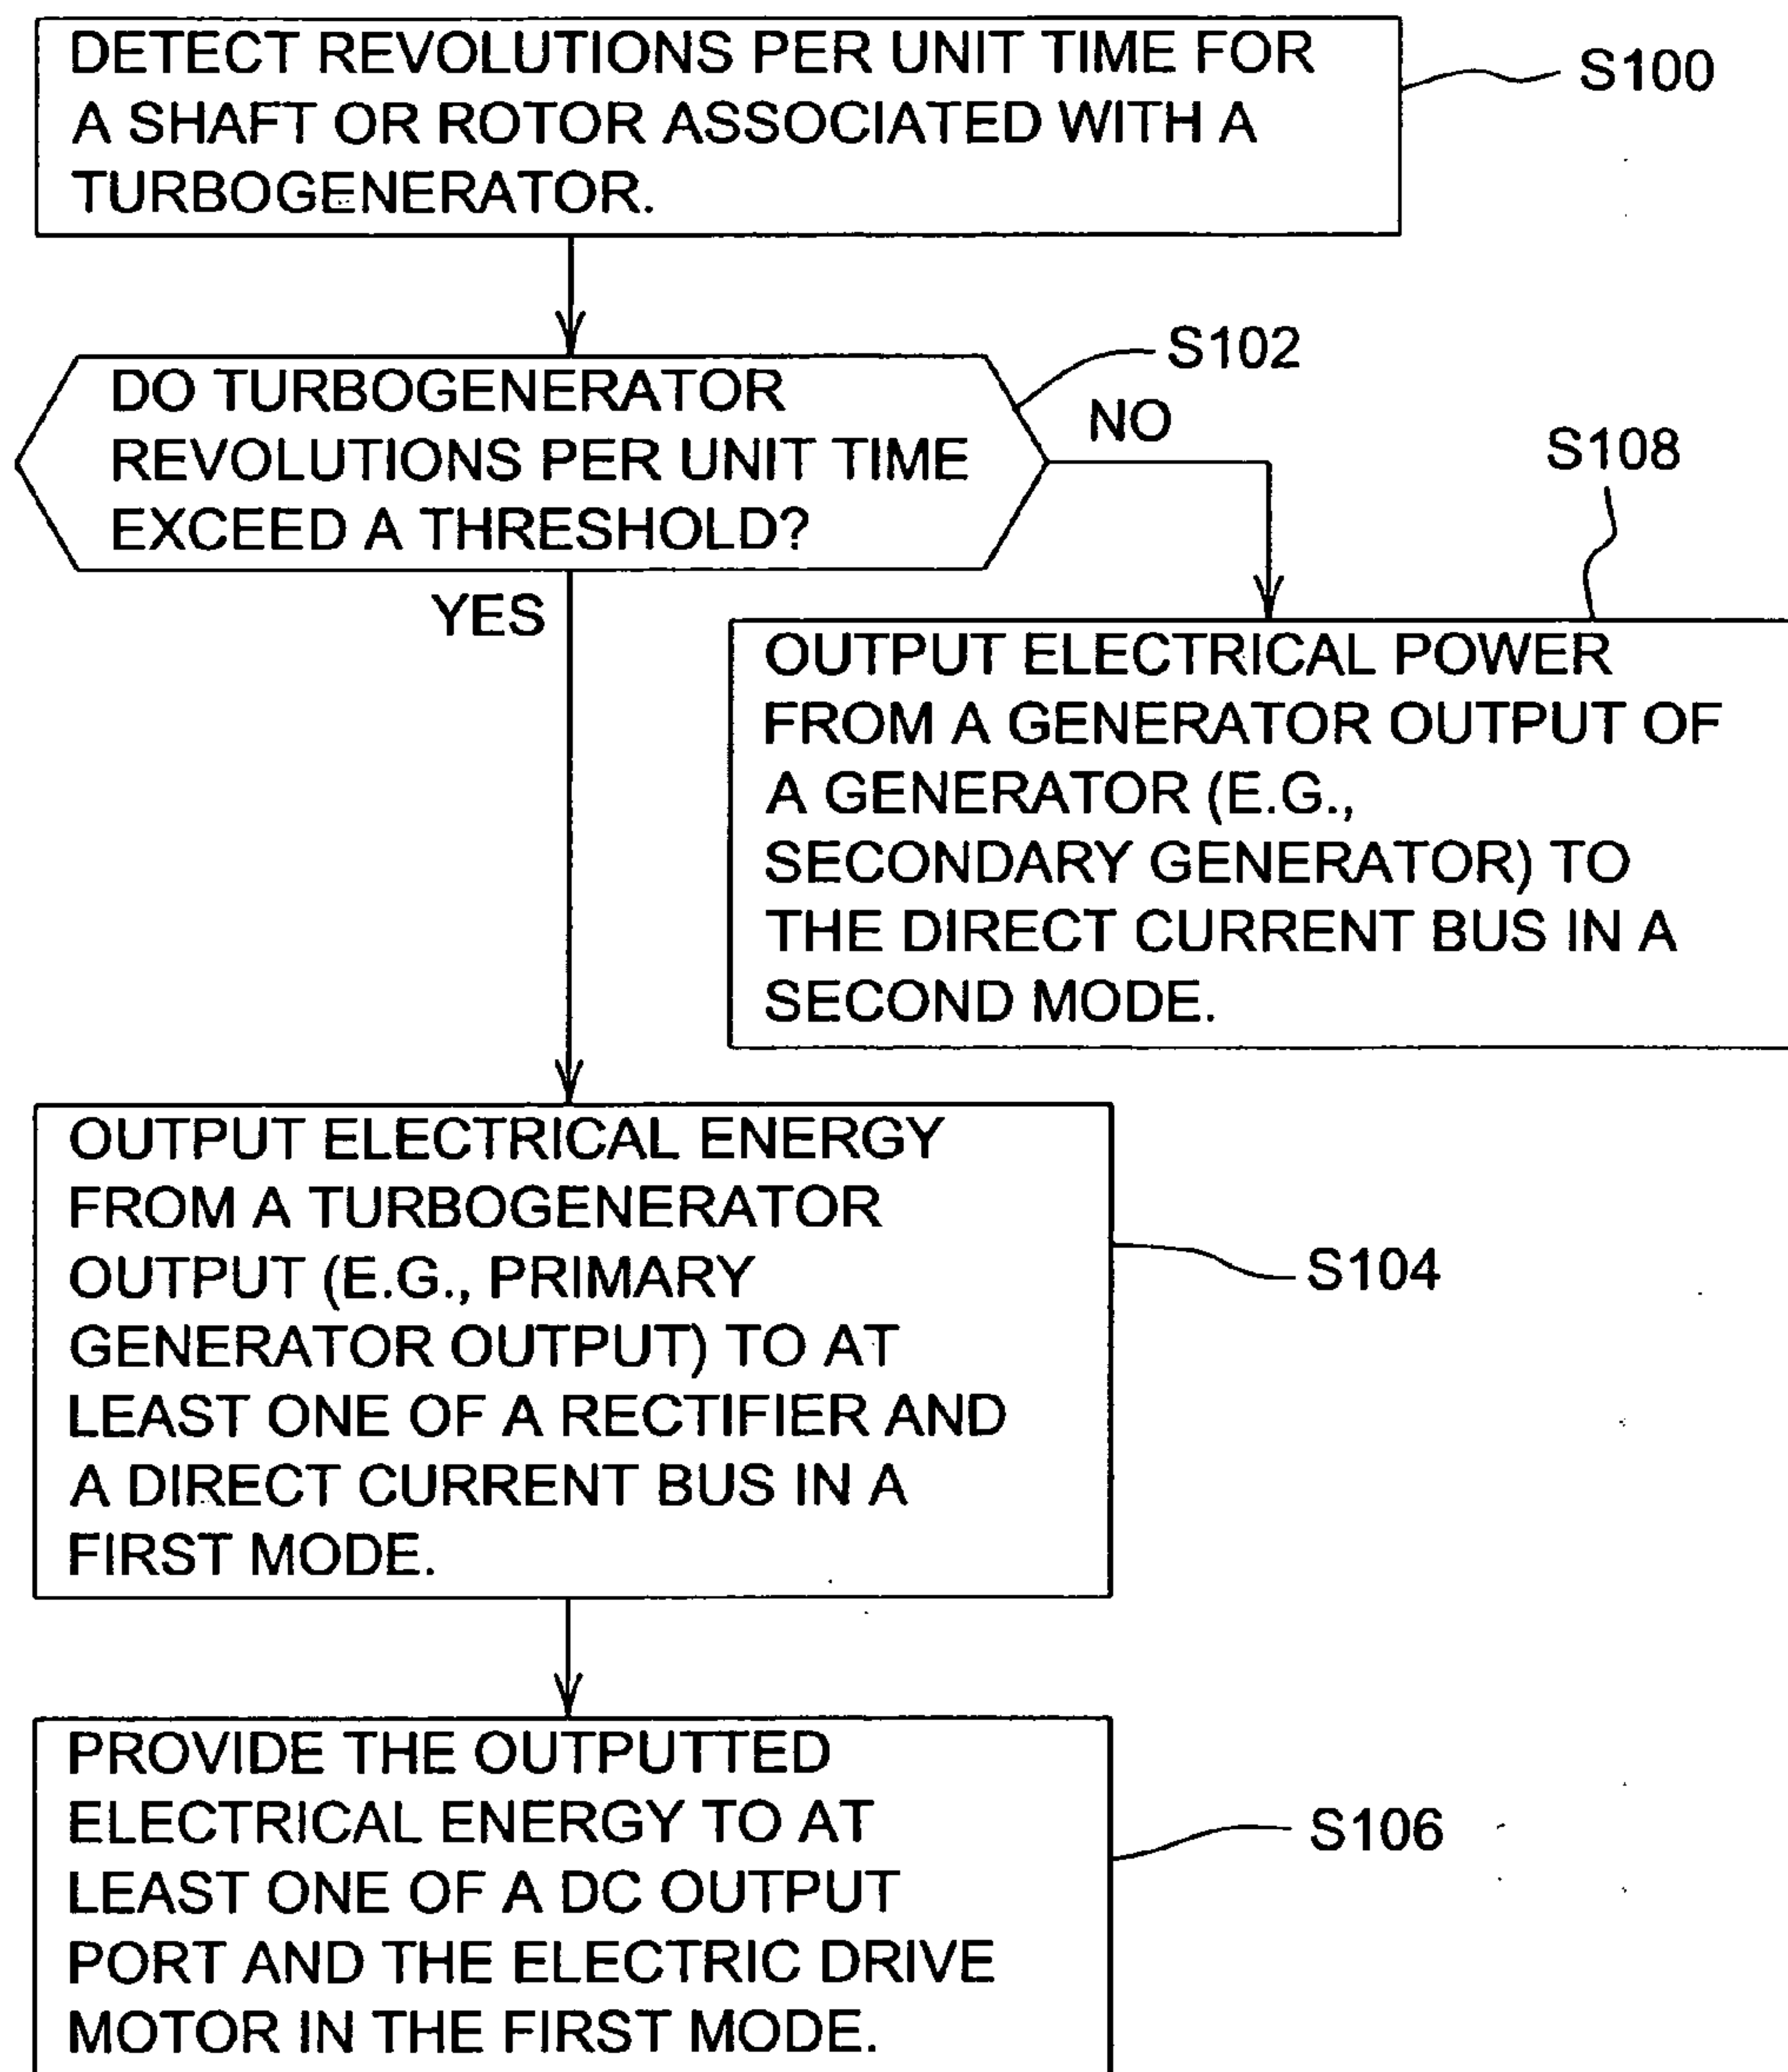 DETECT REVOLUTIONS PER UNIT TIME FOR
A SHAFT OR ROTOR ASSOCIATED WITH A
TURBOGENERATOR.
S100
S102
DO TURBOGENERATOR
REVOLUTIONS PER UNIT TIME
EXCEED A THRESHOLD?
NO
YES
S108
OUTPUT ELECTRICAL POWER
FROM A GENERATOR OUTPUT OF
A GENERATOR (E.G.,
SECONDARY GENERATOR) TO
THE DIRECT CURRENT BUS IN A
SECOND MODE.
OUTPUT ELECTRICAL ENERGY
FROM A TURBOGENERATOR
OUTPUT (E.G., PRIMARY
GENERATOR OUTPUT) TO AT
LEAST ONE OF A RECTIFIER AND
A DIRECT CURRENT BUS IN A
FIRST MODE.
S104
PROVIDE THE OUTPUTTED
ELECTRICAL ENERGY TO AT
LEAST ONE OF A DC OUTPUT
PORT AND THE ELECTRIC DRIVE
MOTOR IN THE FIRST MODE.
S106